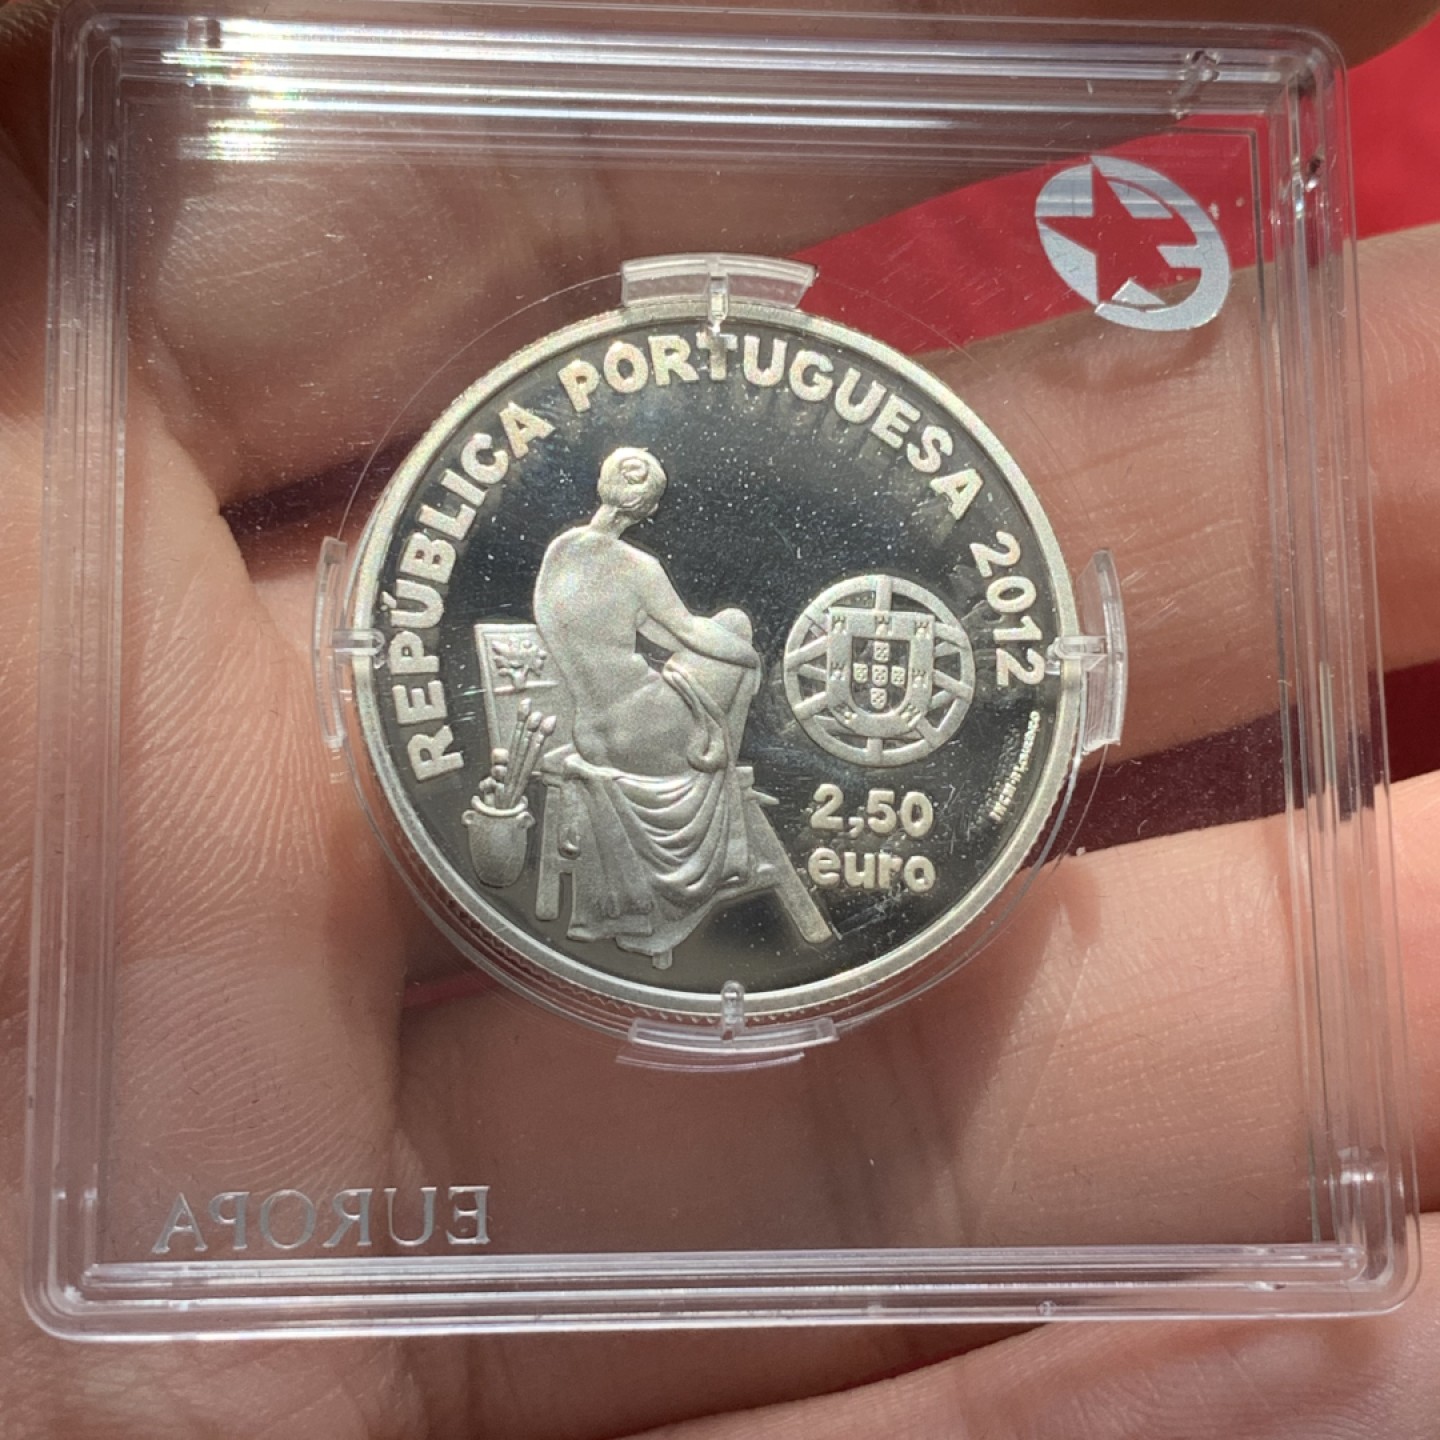 REPÚBLICA PORTUGUESA 2012
2,50
euro
EUROPA